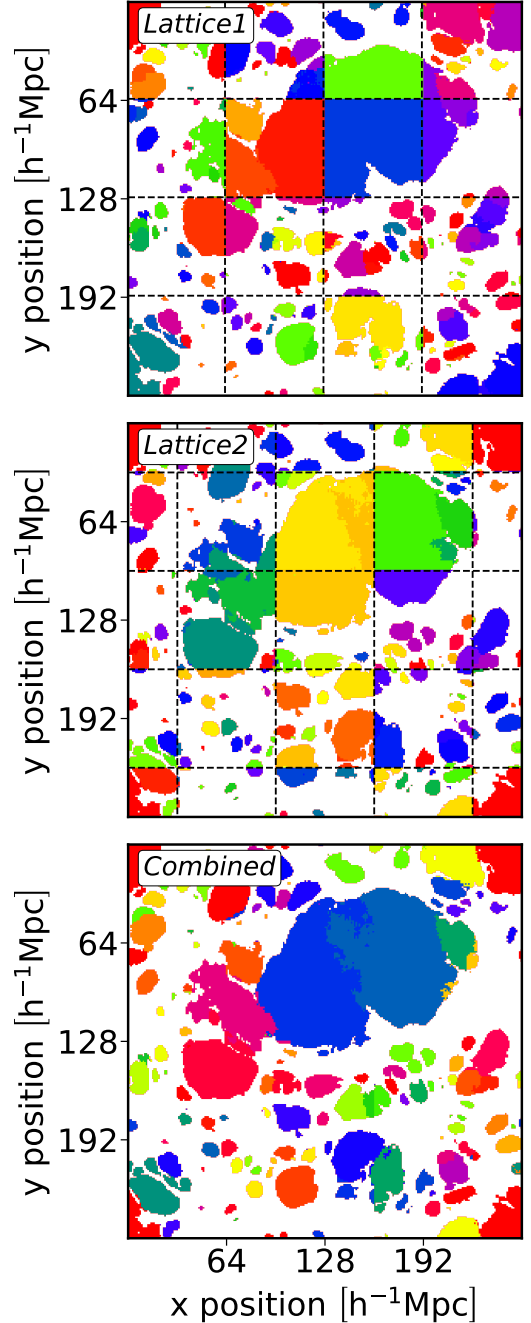 Lattice1
64
128
192
y position [h⁻¹Mpc]
Lattice2
64
128
192
y position [h⁻¹Mpc]
Combined
64
128
192
y position [h⁻¹Mpc]
64 128 192
x position [h⁻¹Mpc]